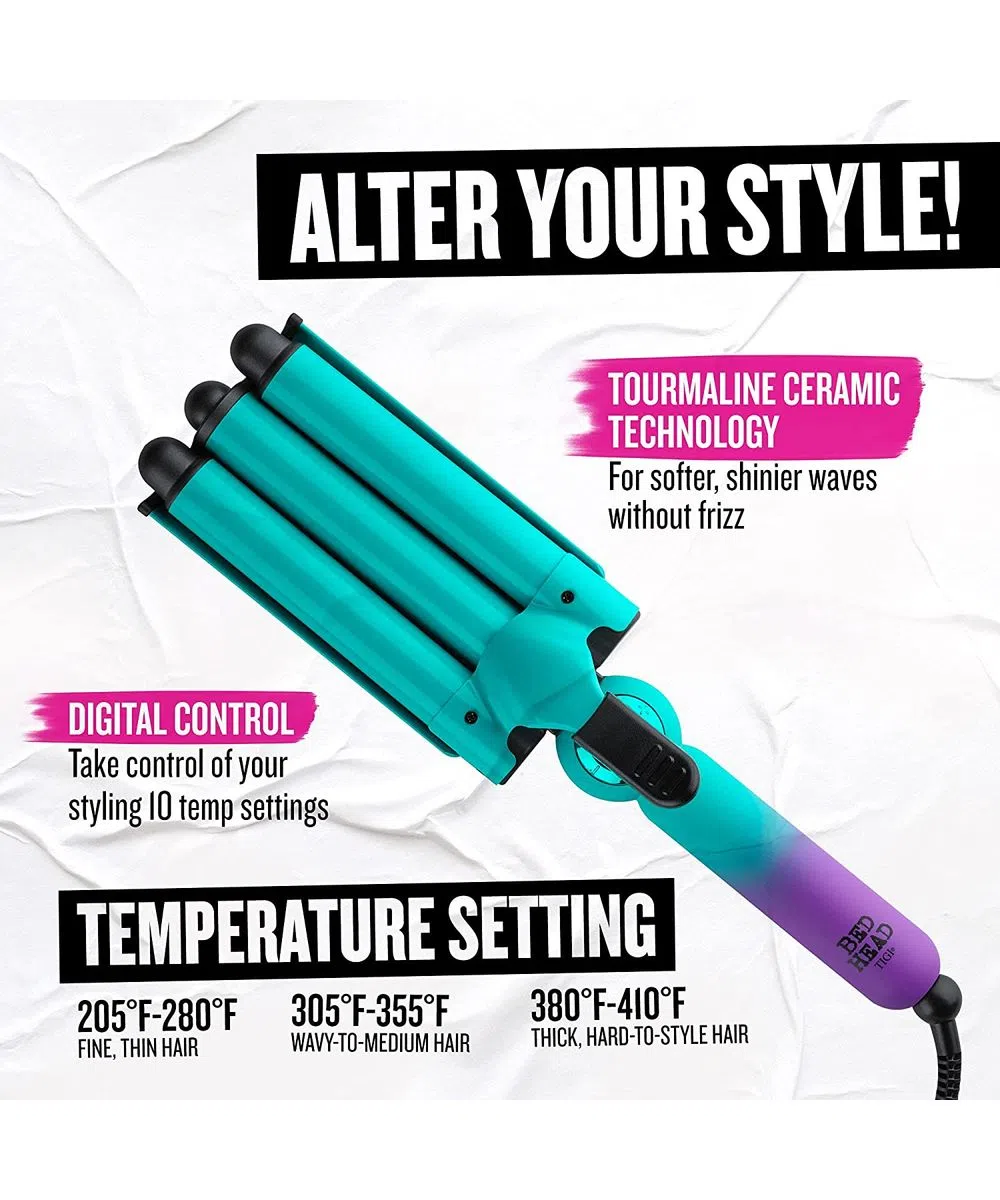 ALTER YOUR STYLE!
TOURMALINE CERAMIC
TECHNOLOGY
For softer, shinier waves
without frizz
DIGITAL CONTROL
Take control of your
styling 10 temp settings
BED
HEAD
TIGI®
TEMPERATURE SETTING
205°F-280°F
FINE, THIN HAIR
305°F-355°F
WAVY-TO-MEDIUM HAIR
380°F-410°F
THICK, HARD-TO-STYLE HAIR